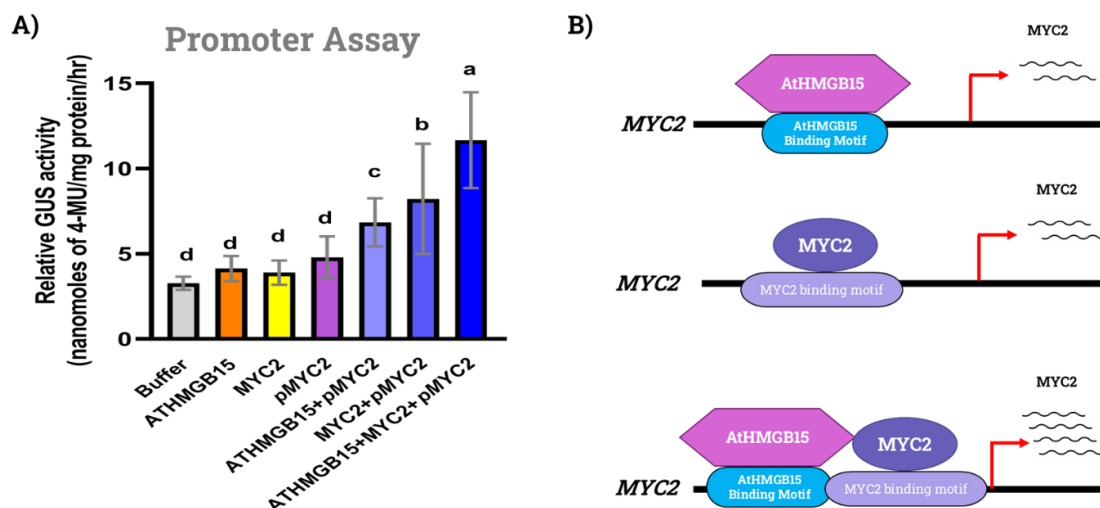 A)
Promoter Assay
Relative GUS activity
(nanomoles of 4-MU/mg protein/hr)
15
10
5
0
d
d
d
d
c
b
a
Buffer
ATHMGB15
MYC2
pMYC2
ATHMGB15+pMYC2
MYC2+pMYC2
ATHMGB15+MYC2+pMYC2
B)
MYC2
AtHMGB15
MYC2
AtHMGB15
Binding Motif
MYC2
MYC2
MYC2
MYC2 binding motif
MYC2
AtHMGB15
MYC2
MYC2
AtHMGB15
Binding Motif
MYC2 binding motif